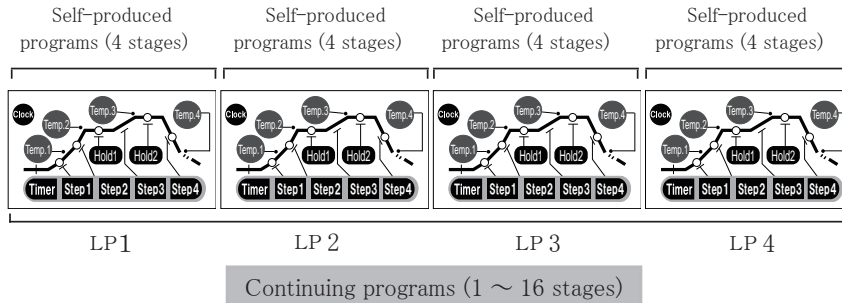 Self-produced
programs (4 stages)
Self-produced
programs (4 stages)
Self-produced
programs (4 stages)
Self-produced
programs (4 stages)
Clock
Temp.1
Temp.2
Temp.3
Temp.4
Hold1
Hold2
Timer Step1 Step2 Step3 Step4
Clock
Temp.1
Temp.2
Temp.3
Temp.4
Hold1
Hold2
Timer Step1 Step2 Step3 Step4
Clock
Temp.1
Temp.2
Temp.3
Temp.4
Hold1
Hold2
Timer Step1 Step2 Step3 Step4
Clock
Temp.1
Temp.2
Temp.3
Temp.4
Hold1
Hold2
Timer Step1 Step2 Step3 Step4
LP1
LP 2
LP 3
LP 4
Continuing programs (1 ～ 16 stages)